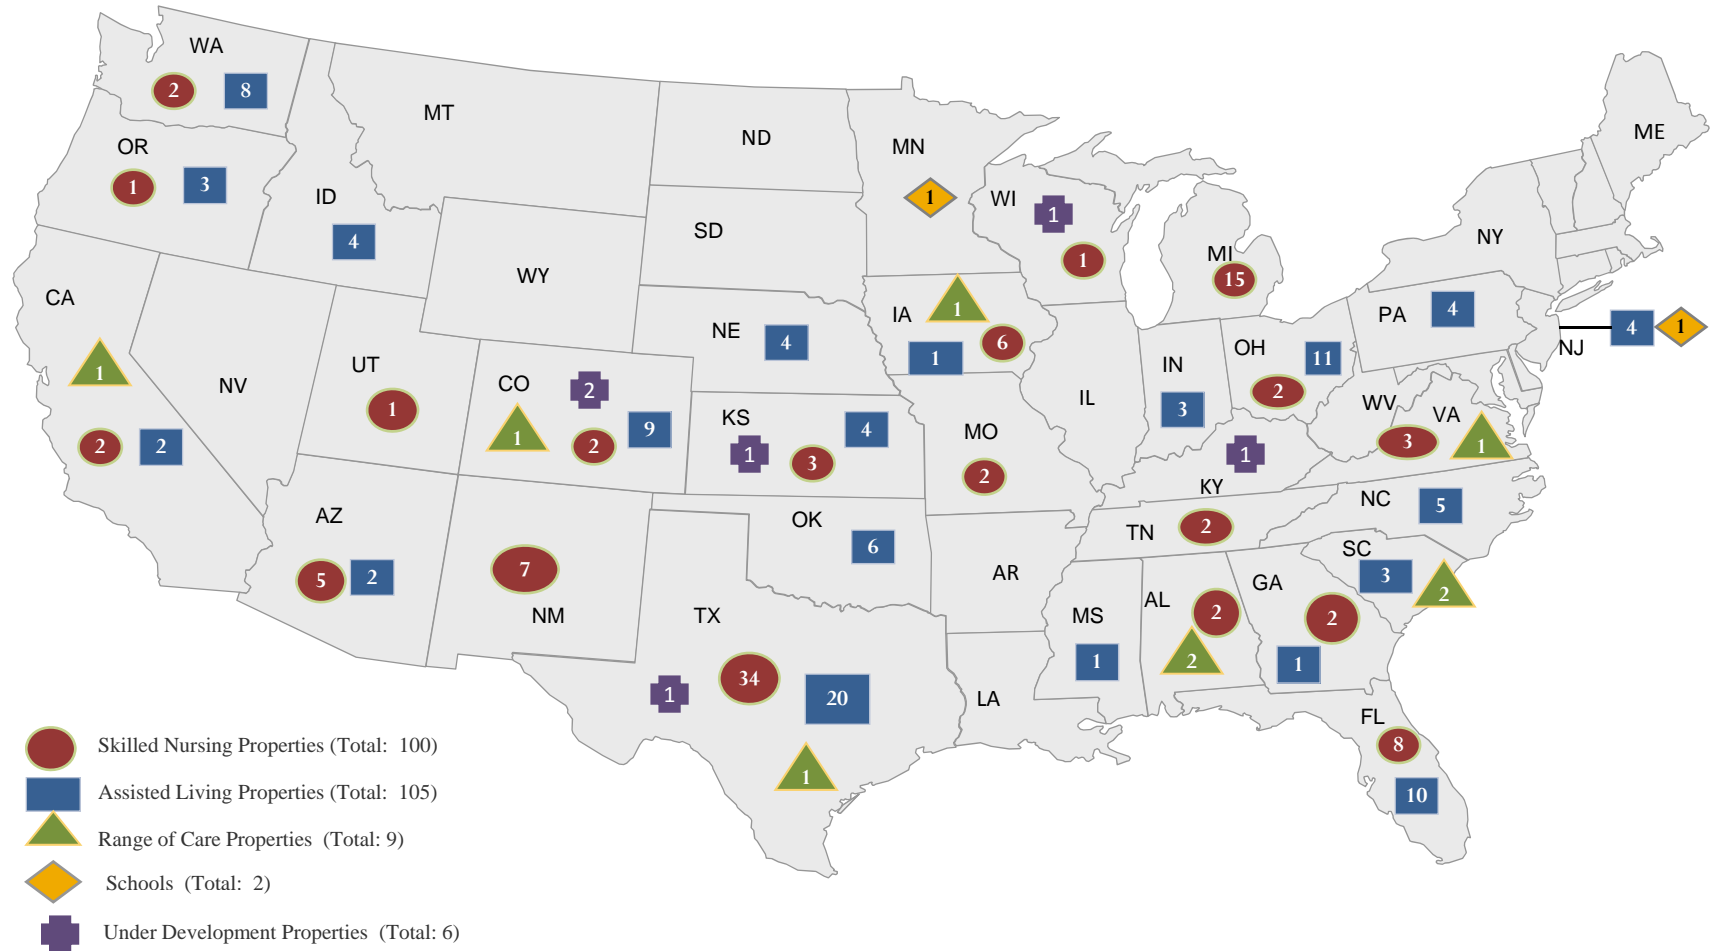 WA
2
8
MT
ND
MN
ME
OR
1
3
ID
4
SD
1
WI
1
1
NY
MI
15
WY
CA
1
2
2
NV
UT
1
CO
2
1
2
9
NE
4
IA
1
6
1
PA
4
NJ
4
1
IL
IN
3
OH
11
2
WV
VA
3
1
KS
1
3
4
MO
2
KY
1
AZ
5
2
NM
7
OK
6
AR
TN
2
NC
5
SC
3
2
TX
1
34
20
1
LA
MS
1
AL
2
2
GA
2
1
FL
8
10
Skilled Nursing Properties (Total: 100)
Assisted Living Properties (Total: 105)
Range of Care Properties (Total: 9)
Schools (Total: 2)
Under Development Properties (Total: 6)